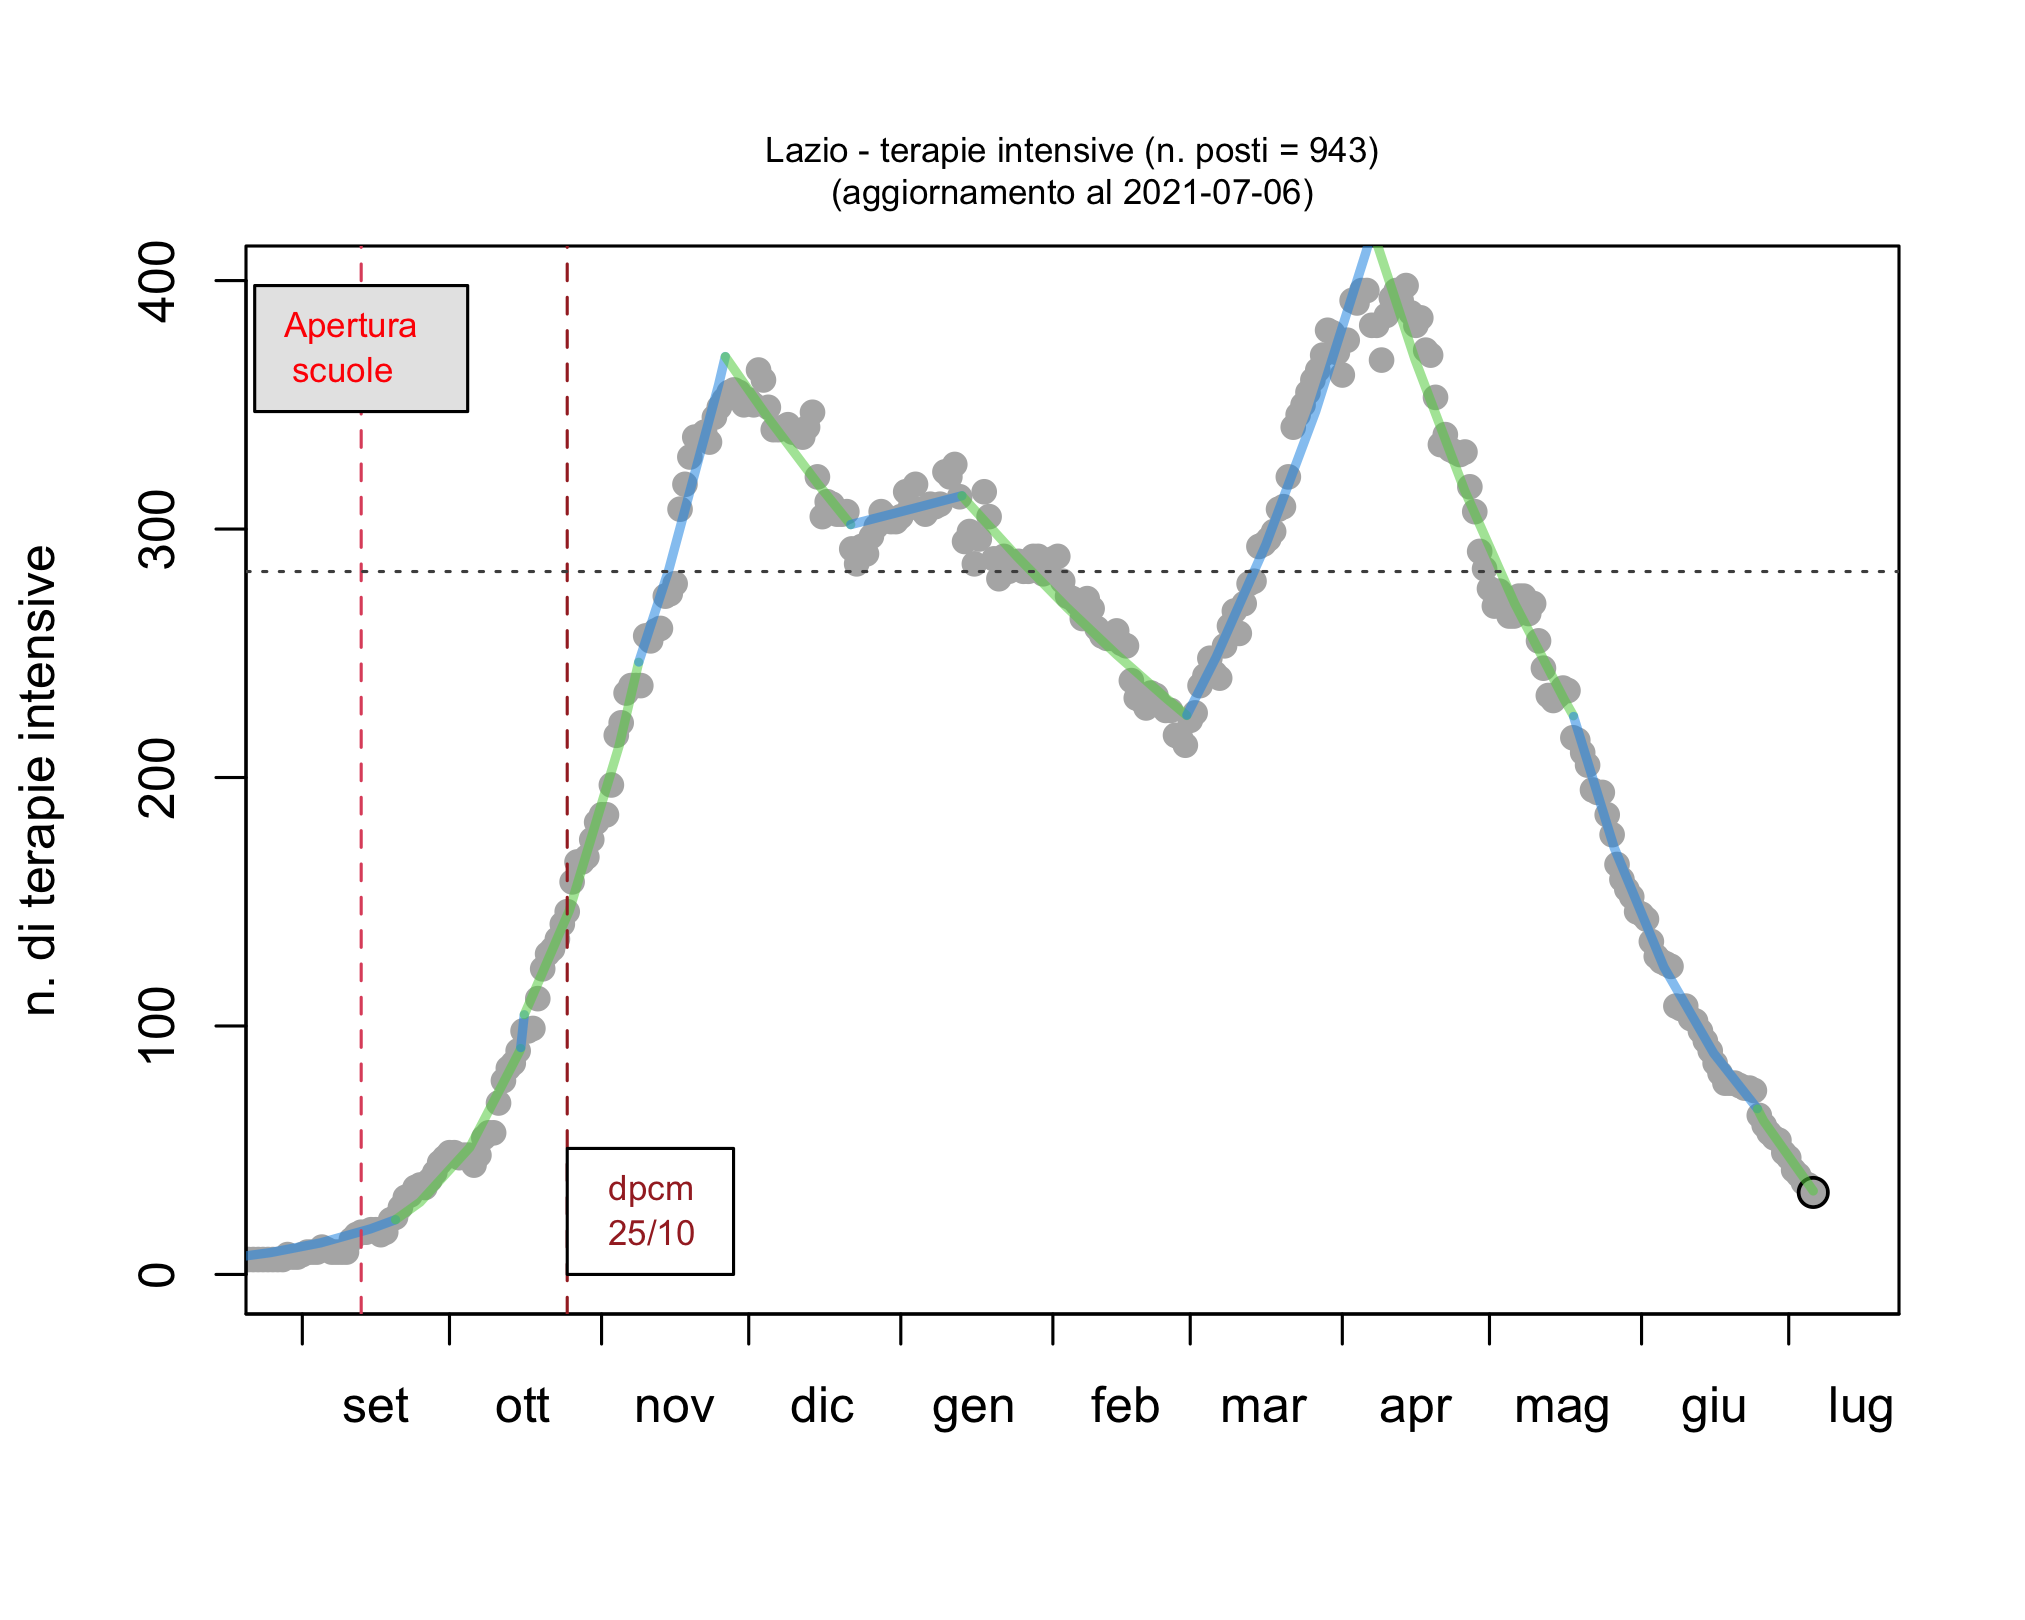 Lazio - terapie intensive (n. posti = 943)
(aggiornamento al 2021-07-06)
n. di terapie intensive
400
300
200
100
0
Apertura
scuole
dpcm
25/10
set ott nov dic gen feb mar apr mag giu lug